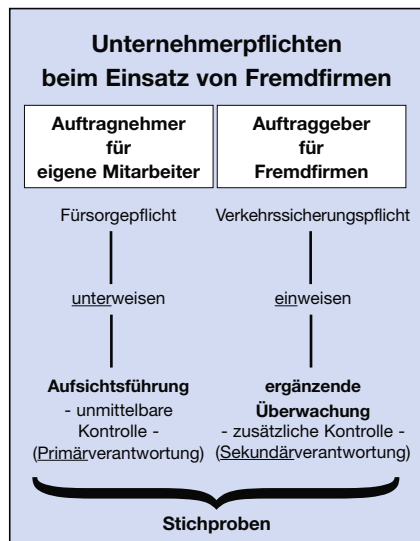 Unternehmerpflichten
beim Einsatz von Fremdfirmen
Auftragnehmer
für
eigene Mitarbeiter
Auftraggeber
für
Fremdfirmen
Fürsorgepflicht
Verkehrssicherungspflicht
unterweisen
einweisen
Aufsichtsführung
- unmittelbare
Kontrolle -
(Primärverantwortung)
ergänzende
Überwachung
- zusätzliche Kontrolle -
(Sekundärverantwortung)
Stichproben